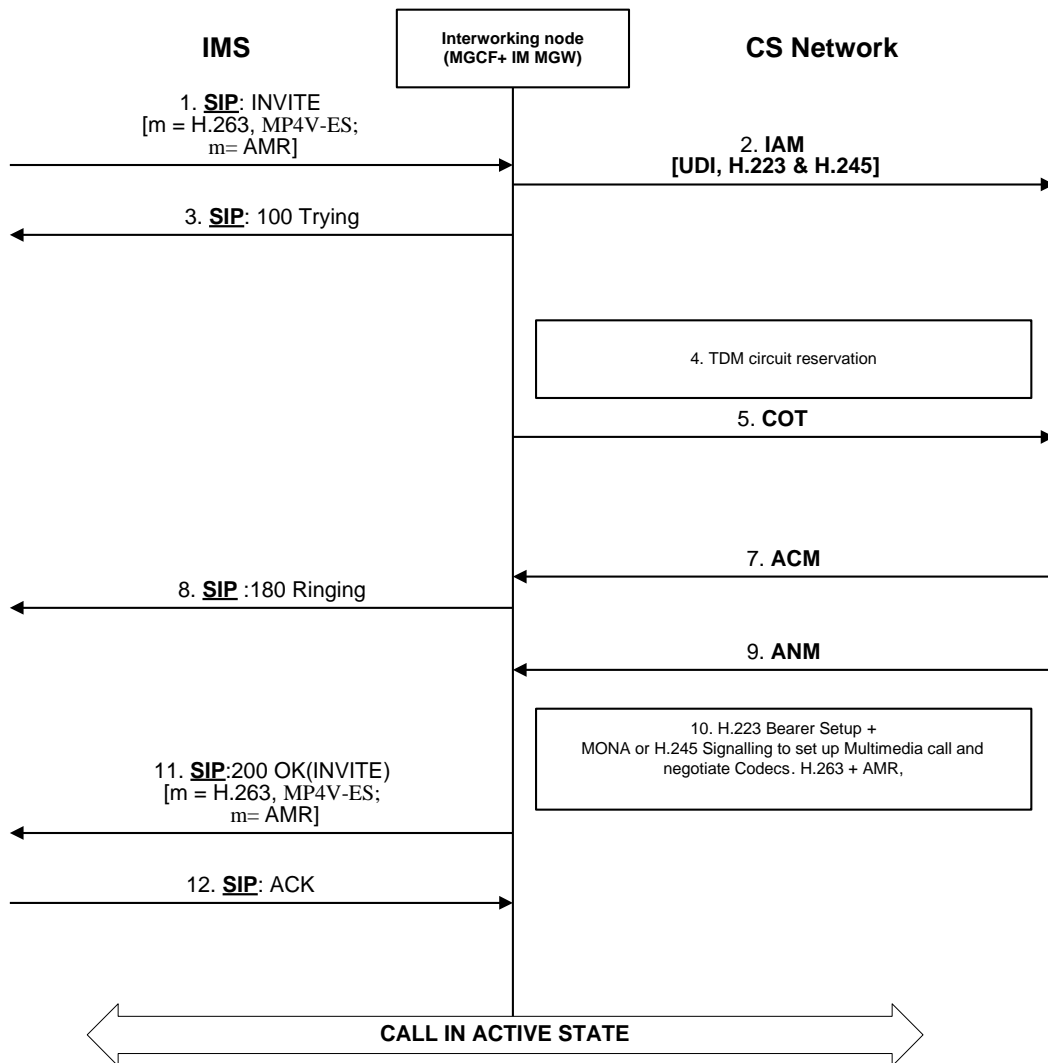 IMS
Interworking node
(MGCF+ IM MGW)
CS Network
1. SIP: INVITE
[m = H.263, MP4V-ES;
m= AMR]
2. IAM
[UDI, H.223 & H.245]
3. SIP: 100 Trying
4. TDM circuit reservation
5. COT
7. ACM
8. SIP :180 Ringing
9. ANM
10. H.223 Bearer Setup +
MONA or H.245 Signalling to set up Multimedia call and
negotiate Codecs. H.263 + AMR,
11. SIP:200 OK(INVITE)
[m = H.263, MP4V-ES;
m= AMR]
12. SIP: ACK
CALL IN ACTIVE STATE